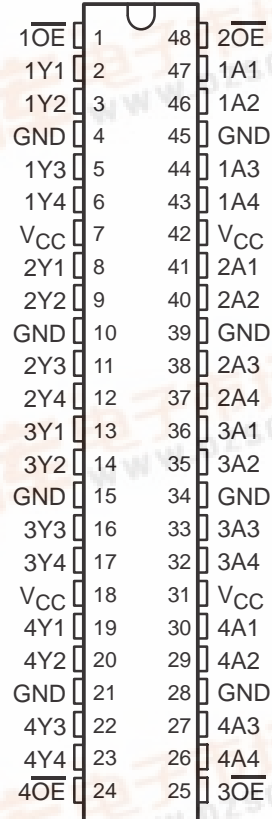 1O̅E̅ 1 48 2O̅E̅
1Y1 2 47 1A1
1Y2 3 46 1A2
GND 4 45 GND
1Y3 5 44 1A3
1Y4 6 43 1A4
VCC 7 42 VCC
2Y1 8 41 2A1
2Y2 9 40 2A2
GND 10 39 GND
2Y3 11 38 2A3
2Y4 12 37 2A4
3Y1 13 36 3A1
3Y2 14 35 3A2
GND 15 34 GND
3Y3 16 33 3A3
3Y4 17 32 3A4
VCC 18 31 VCC
4Y1 19 30 4A1
4Y2 20 29 4A2
GND 21 28 GND
4Y3 22 27 4A3
4Y4 23 26 4A4
4O̅E̅ 24 25 3O̅E̅